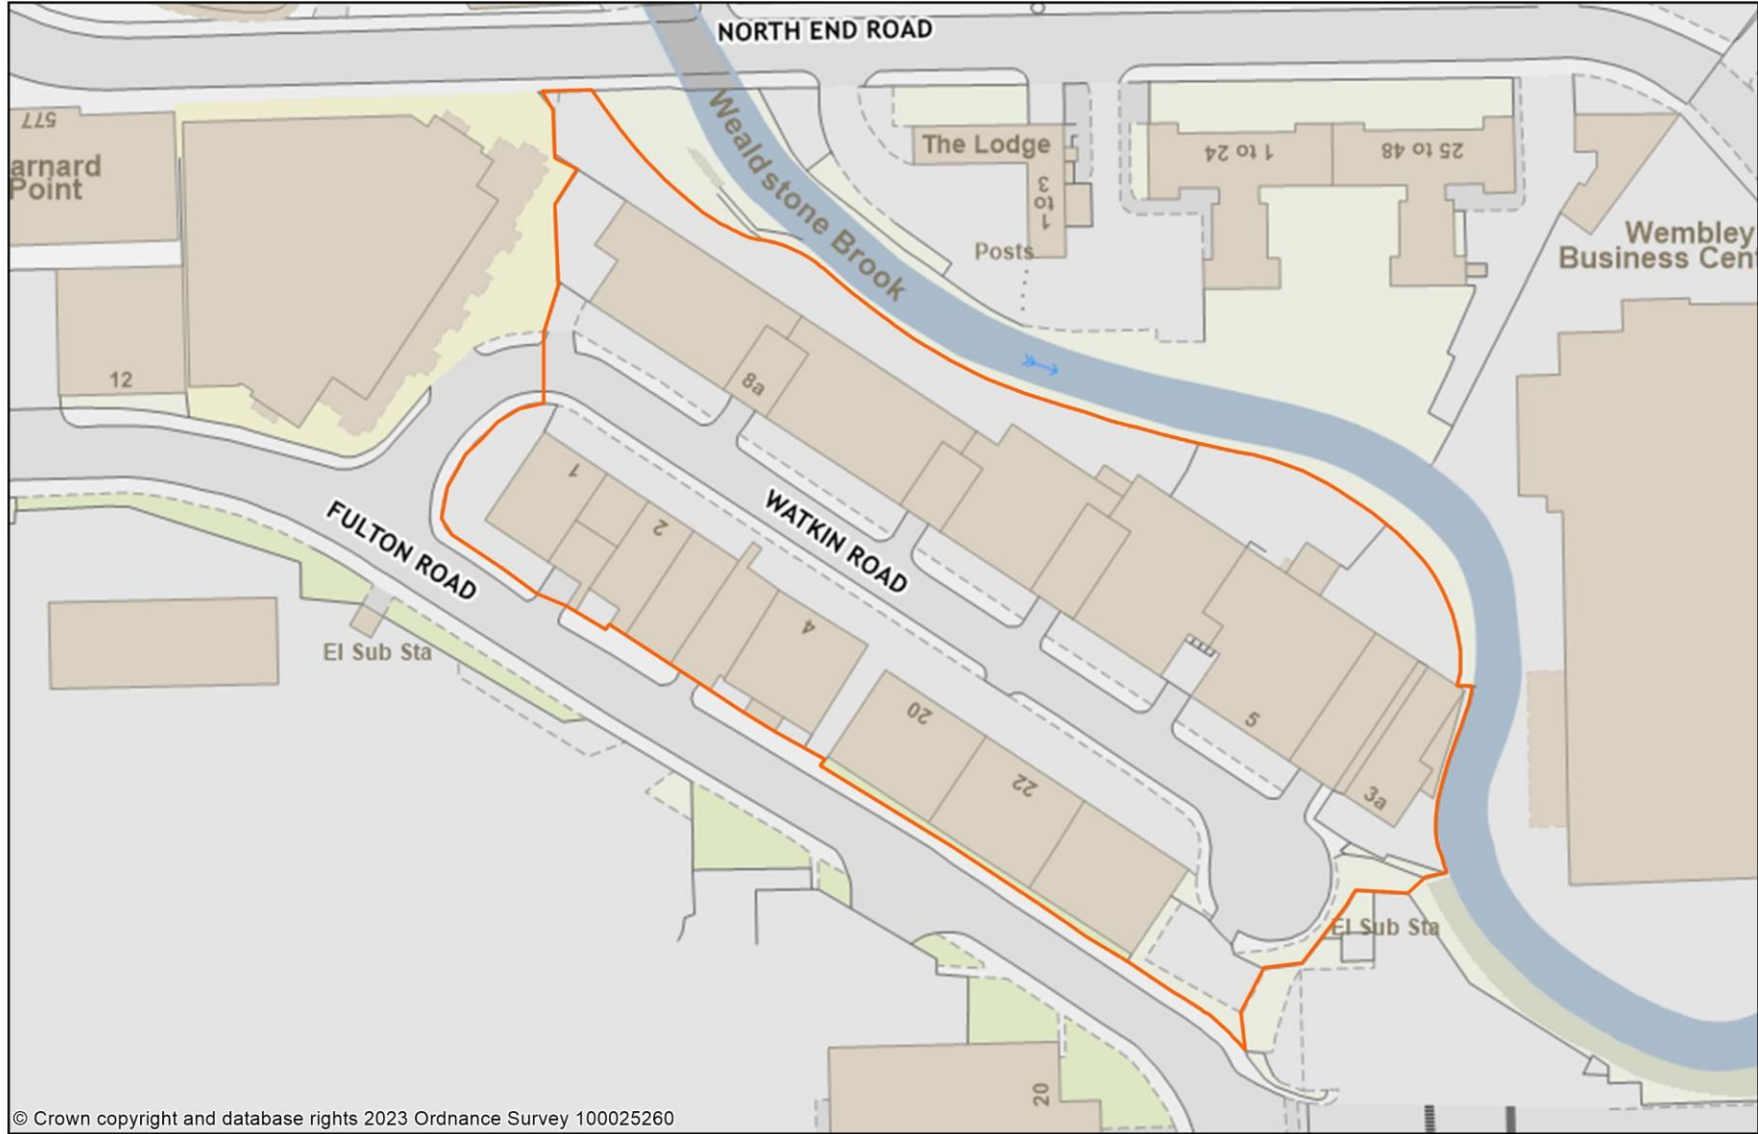 NORTH END ROAD
577
arnard
Point
12
Wealdstone Brook
The Lodge
1 to 3
Posts
1 to 24
25 to 48
Wembley
Business Cen
8a
1
2
4
WATKIN ROAD
FULTON ROAD
El Sub Sta
20
22
5
3a
El Sub Sta
20
© Crown copyright and database rights 2023 Ordnance Survey 100025260